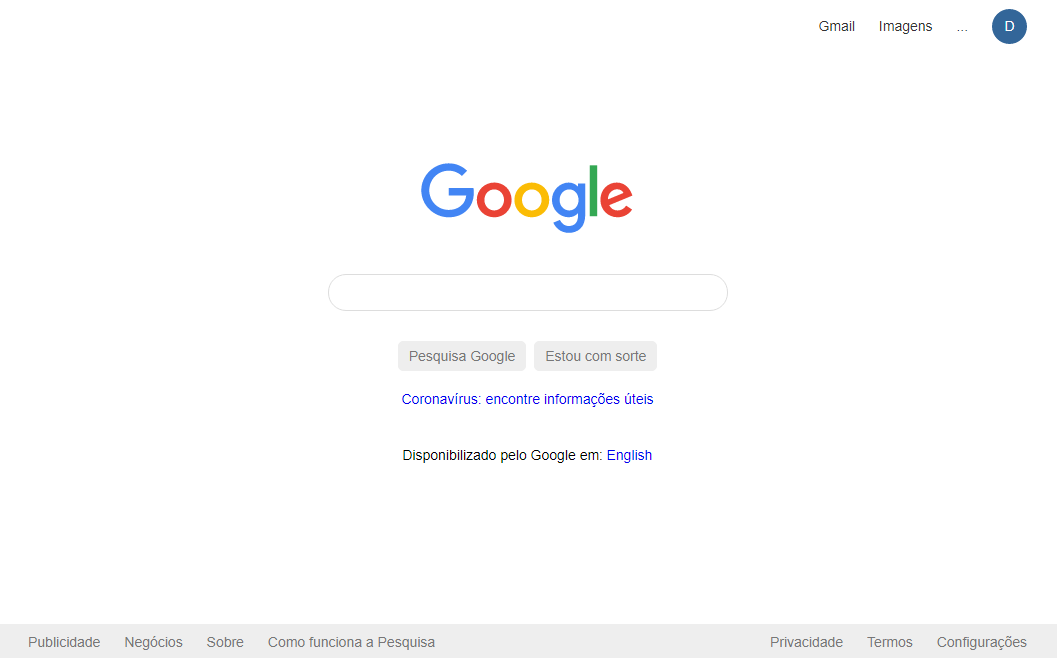 Gmail Imagens ... D
Google
Pesquisa Google Estou com sorte
Coronavírus: encontre informações úteis
Disponibilizado pelo Google em: English
Publicidade Negócios Sobre Como funciona a Pesquisa Privacidade Termos Configurações